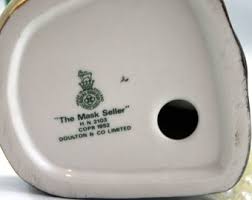 "The Mask Seller"
H.N. 2103
COPR 1952
DOULTON & CO LIMITED